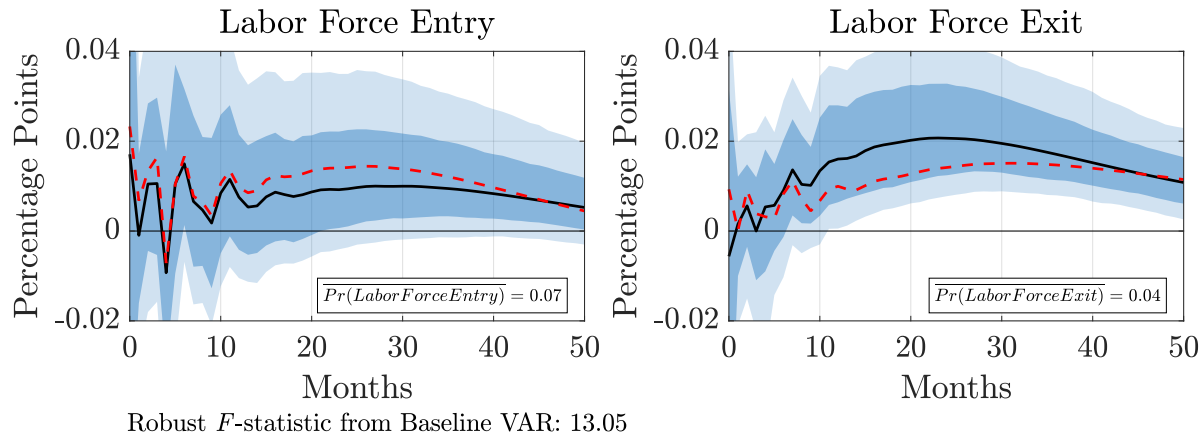 Labor Force Entry
Percentage Points
0.04
0.02
0
-0.02
0 10 20 30 40 50
Months
Pr(LaborForceEntry) = 0.07
Labor Force Exit
Percentage Points
0.04
0.02
0
-0.02
0 10 20 30 40 50
Months
Pr(LaborForceExit) = 0.04
Robust F-statistic from Baseline VAR: 13.05